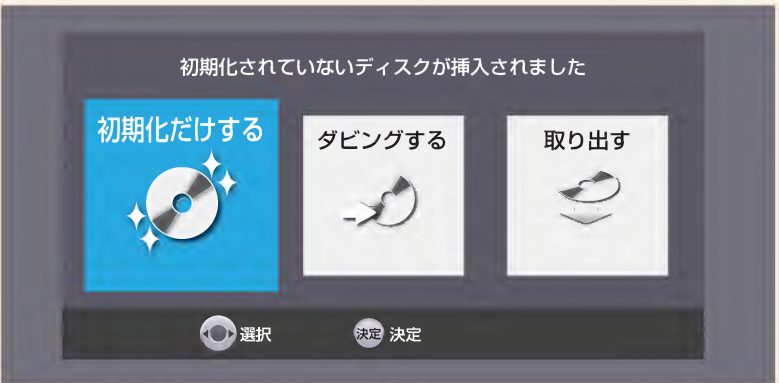 初期化されていないディスクが挿入されました
初期化だけする
ダビングする
取り出す
選択
決定 決定